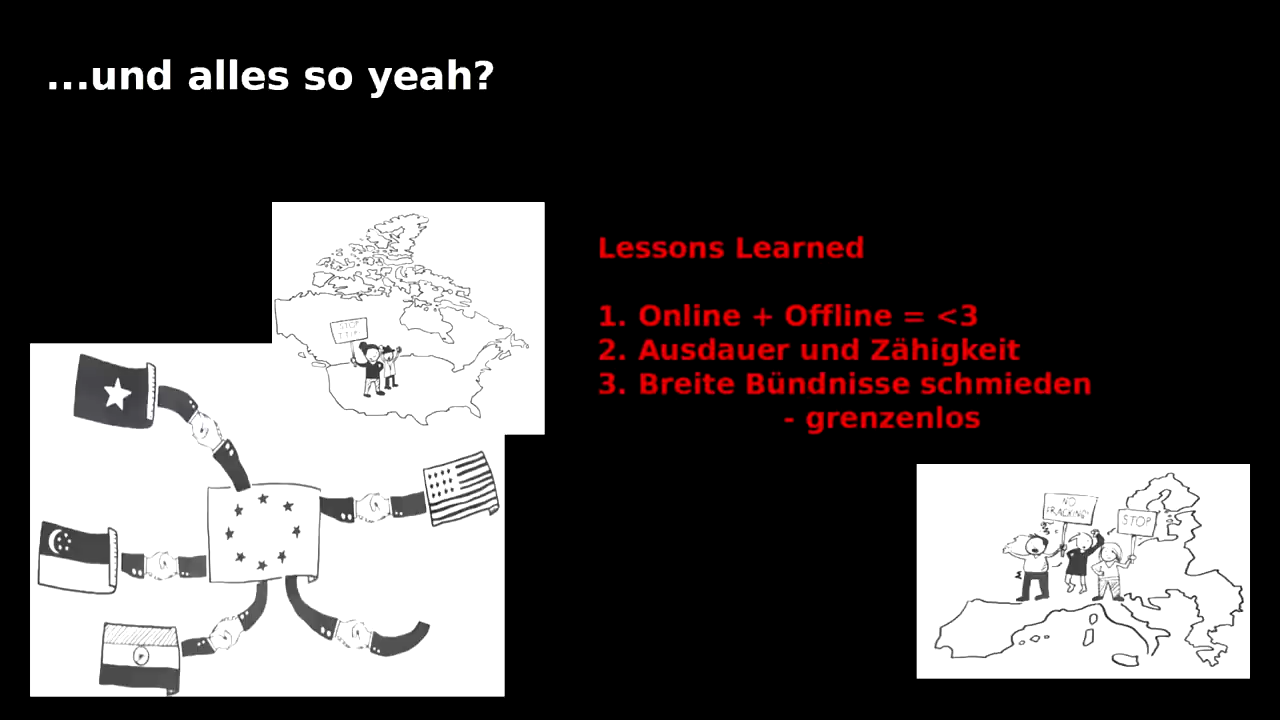 ...und alles so yeah?
STOP
TTIP
Lessons Learned
1. Online + Offline = <3
2. Ausdauer und Zähigkeit
3. Breite Bündnisse schmieden
- grenzenlos
NO
FRACKING!
STOP